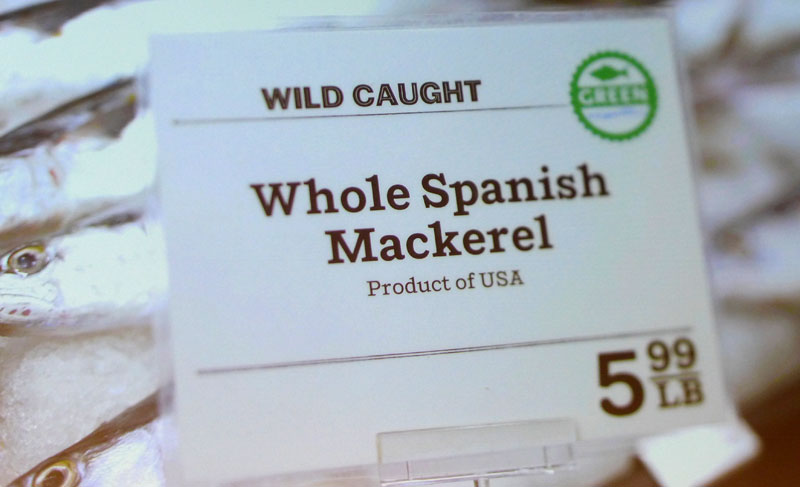 WILD CAUGHT
GREEN
Whole Spanish
Mackerel
Product of USA
5 99
LB